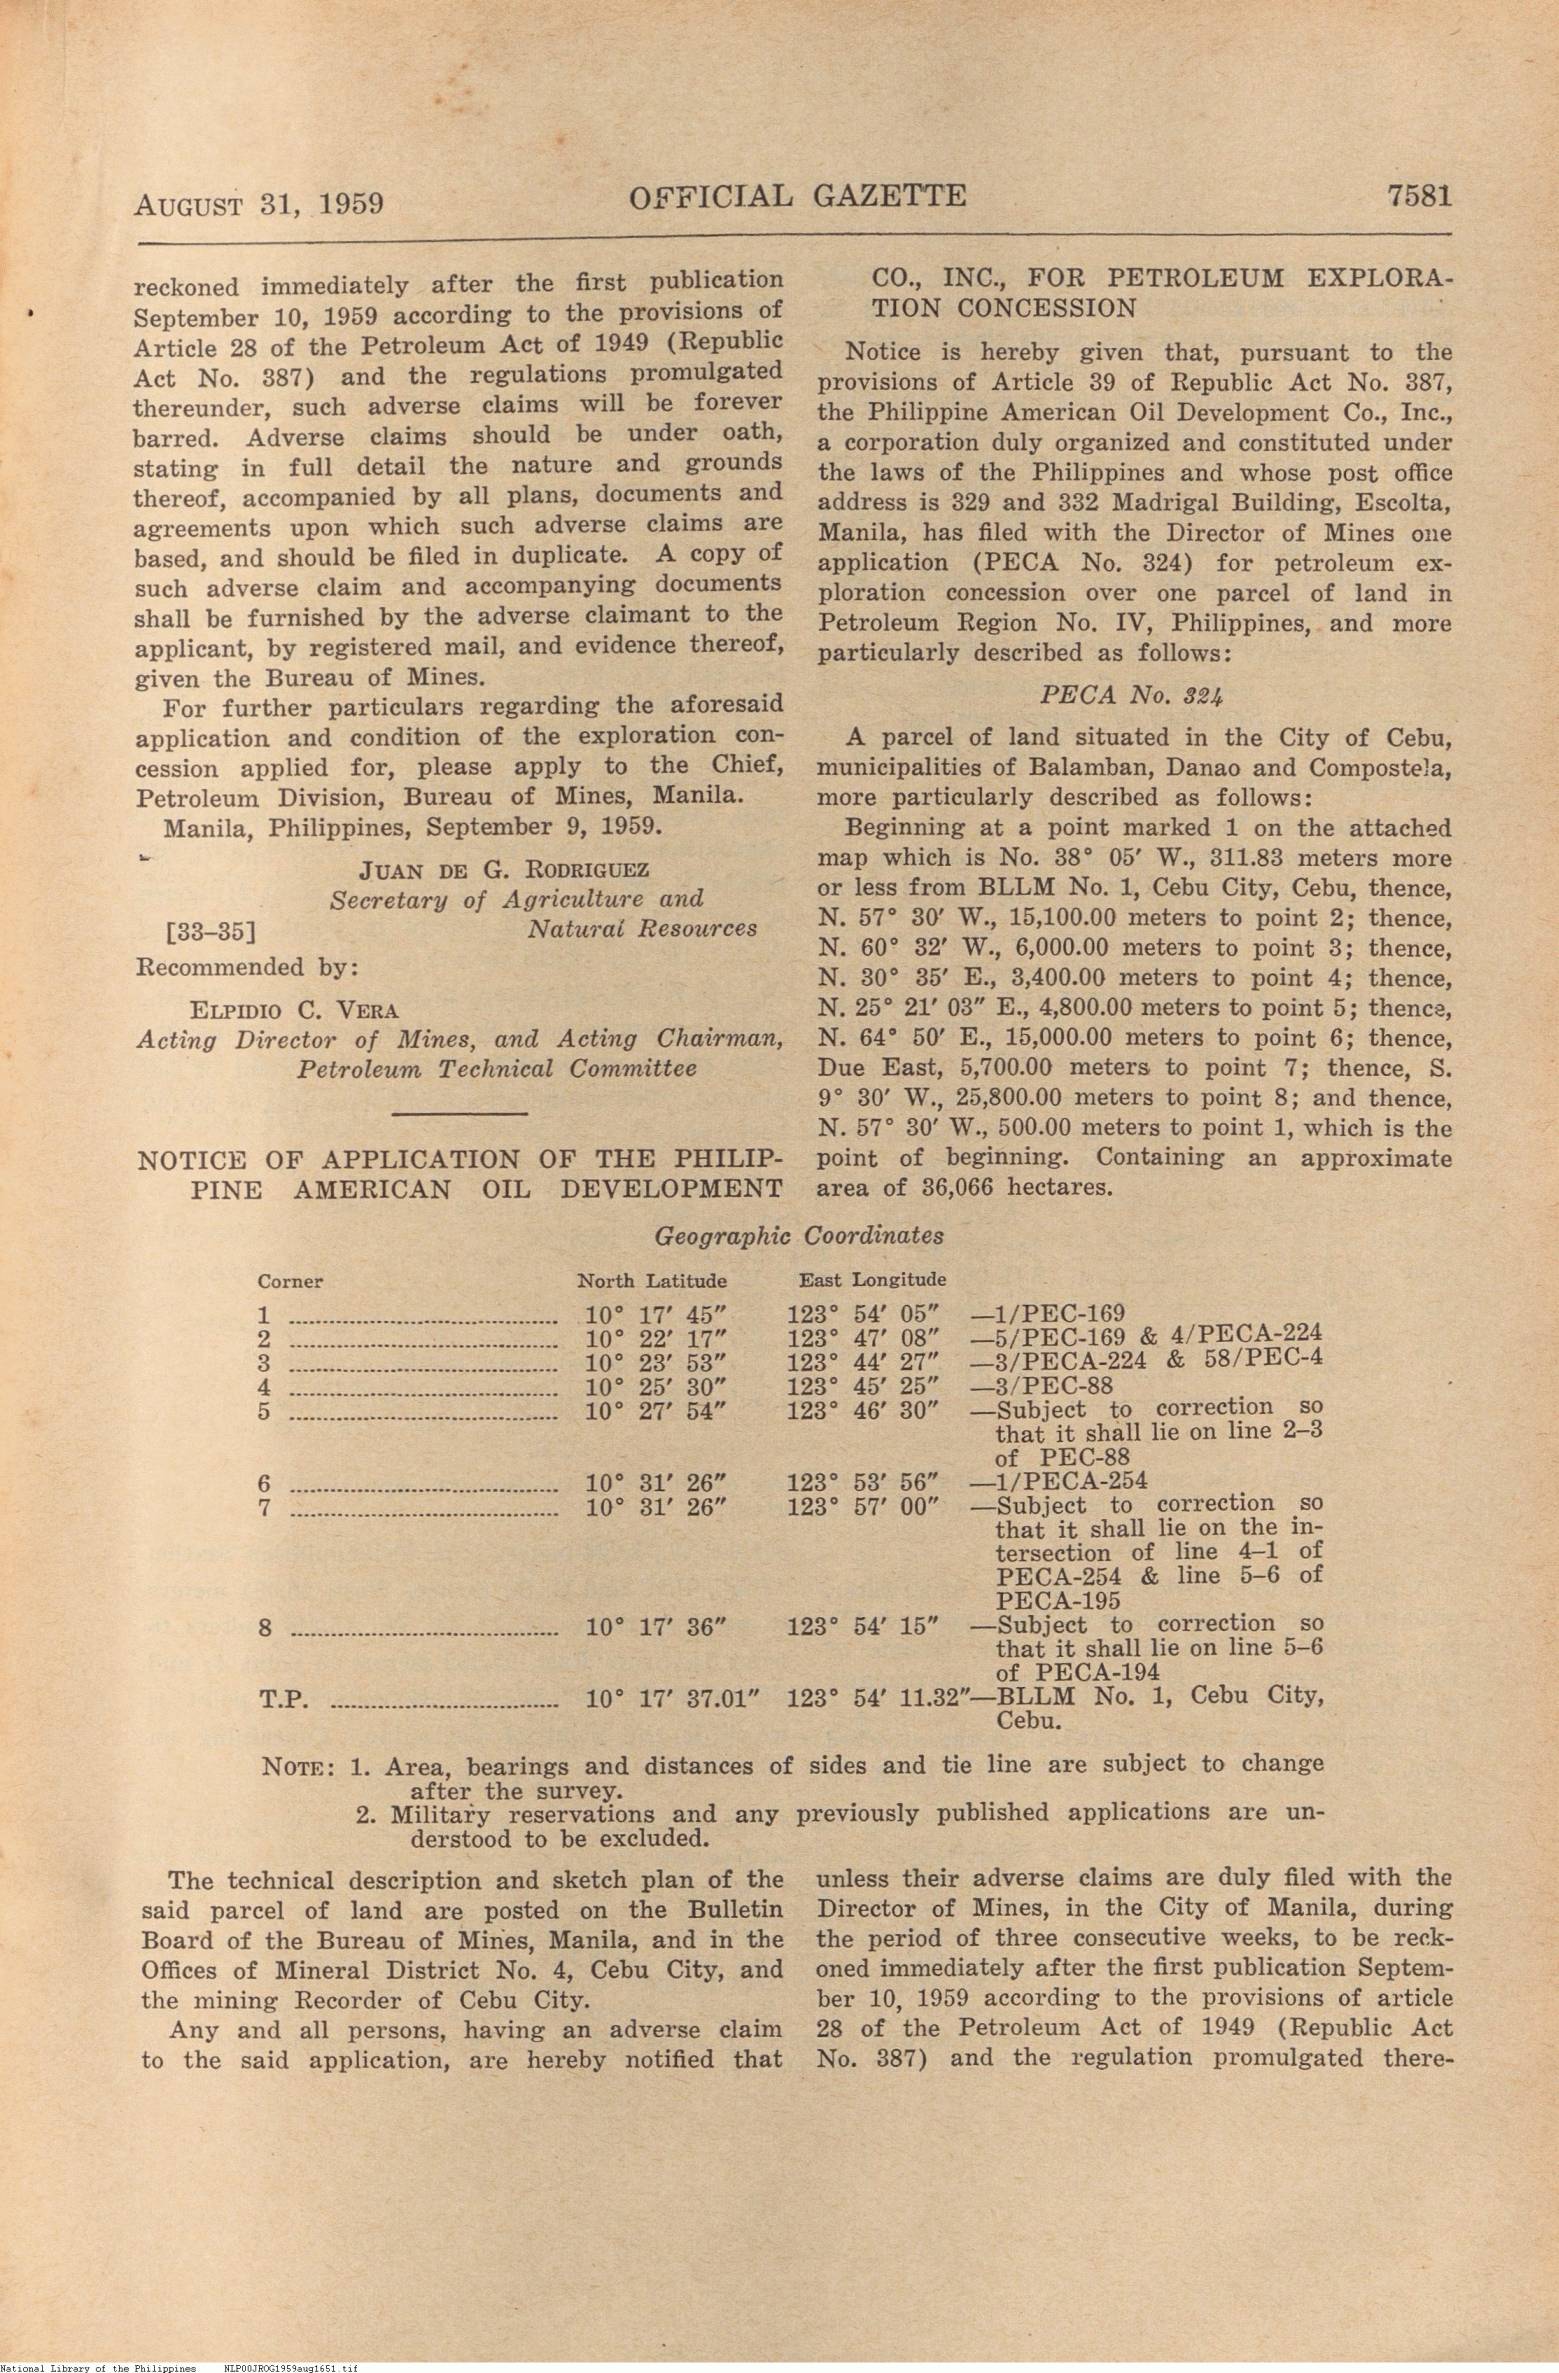 AUGUST 31, 1959
OFFICIAL GAZETTE
7581
reckoned immediately after the first publication
September 10, 1959 according to the provisions of
Article 28 of the Petroleum Act of 1949 (Republic
Act No. 387) and the regulations promulgated
thereunder, such adverse claims will be forever
barred. Adverse claims should be under oath,
stating in full detail the nature and grounds
thereof, accompanied by all plans, documents and
agreements upon which such adverse claims are
based, and should be filed in duplicate. A copy of
such adverse claim and accompanying documents
shall be furnished by the adverse claimant to the
applicant, by registered mail, and evidence thereof,
given the Bureau of Mines.
For further particulars regarding the aforesaid
application and condition of the exploration con-
cession applied for, please apply to the Chief,
Petroleum Division, Bureau of Mines, Manila.
Manila, Philippines, September 9, 1959.
JUAN DE G. RODRIGUEZ
Secretary of Agriculture and
[33–35] Natural Resources
Recommended by:
ELPIDIO C. VERA
Acting Director of Mines, and Acting Chairman,
Petroleum Technical Committee
NOTICE OF APPLICATION OF THE PHILIP-
PINE AMERICAN OIL DEVELOPMENT
CO., INC., FOR PETROLEUM EXPLORA-
TION CONCESSION
Notice is hereby given that, pursuant to the
provisions of Article 39 of Republic Act No. 387,
the Philippine American Oil Development Co., Inc.,
a corporation duly organized and constituted under
the laws of the Philippines and whose post office
address is 329 and 332 Madrigal Building, Escolta,
Manila, has filed with the Director of Mines one
application (PECA No. 324) for petroleum ex-
ploration concession over one parcel of land in
Petroleum Region No. IV, Philippines, and more
particularly described as follows:
PECA No. 324
A parcel of land situated in the City of Cebu,
municipalities of Balamban, Danao and Compostela,
more particularly described as follows:
Beginning at a point marked 1 on the attached
map which is No. 38° 05′ W., 311.83 meters more
or less from BLLM No. 1, Cebu City, Cebu, thence,
N. 57° 30′ W., 15,100.00 meters to point 2; thence,
N. 60° 32′ W., 6,000.00 meters to point 3; thence,
N. 30° 35′ E., 3,400.00 meters to point 4; thence,
N. 25° 21′ 03″ E., 4,800.00 meters to point 5; thence,
N. 64° 50′ E., 15,000.00 meters to point 6; thence,
Due East, 5,700.00 meters to point 7; thence, S.
9° 30′ W., 25,800.00 meters to point 8; and thence,
N. 57° 30′ W., 500.00 meters to point 1, which is the
point of beginning. Containing an approximate
area of 36,066 hectares.
Geographic Coordinates
Corner North Latitude East Longitude
1 ........ 10° 17′ 45″ 123° 54′ 05″ —1/PEC-169
2 ........ 10° 22′ 17″ 123° 47′ 08″ —5/PEC-169 & 4/PECA-224
3 ........ 10° 23′ 53″ 123° 44′ 27″ —3/PECA-224 & 58/PEC-4
4 ........ 10° 25′ 30″ 123° 45′ 25″ —3/PEC-88
5 ........ 10° 27′ 54″ 123° 46′ 30″ —Subject to correction so
that it shall lie on line 2–3
of PEC-88
6 ........ 10° 31′ 26″ 123° 53′ 56″ —1/PECA-254
7 ........ 10° 31′ 26″ 123° 57′ 00″ —Subject to correction so
that it shall lie on the in-
tersection of line 4–1 of
PECA-254 & line 5–6 of
PECA-195
8 ........ 10° 17′ 36″ 123° 54′ 15″ —Subject to correction so
that it shall lie on line 5–6
of PECA-194
T.P. ........ 10° 17′ 37.01″ 123° 54′ 11.32″—BLLM No. 1, Cebu City,
Cebu.
NOTE: 1. Area, bearings and distances of sides and tie line are subject to change
after the survey.
2. Military reservations and any previously published applications are un-
derstood to be excluded.
The technical description and sketch plan of the
said parcel of land are posted on the Bulletin
Board of the Bureau of Mines, Manila, and in the
Offices of Mineral District No. 4, Cebu City, and
the mining Recorder of Cebu City.
Any and all persons, having an adverse claim
to the said application, are hereby notified that
unless their adverse claims are duly filed with the
Director of Mines, in the City of Manila, during
the period of three consecutive weeks, to be reck-
oned immediately after the first publication Septem-
ber 10, 1959 according to the provisions of article
28 of the Petroleum Act of 1949 (Republic Act
No. 387) and the regulation promulgated there-
National Library of the Philippines NLP00JROG1959aug1651.tif